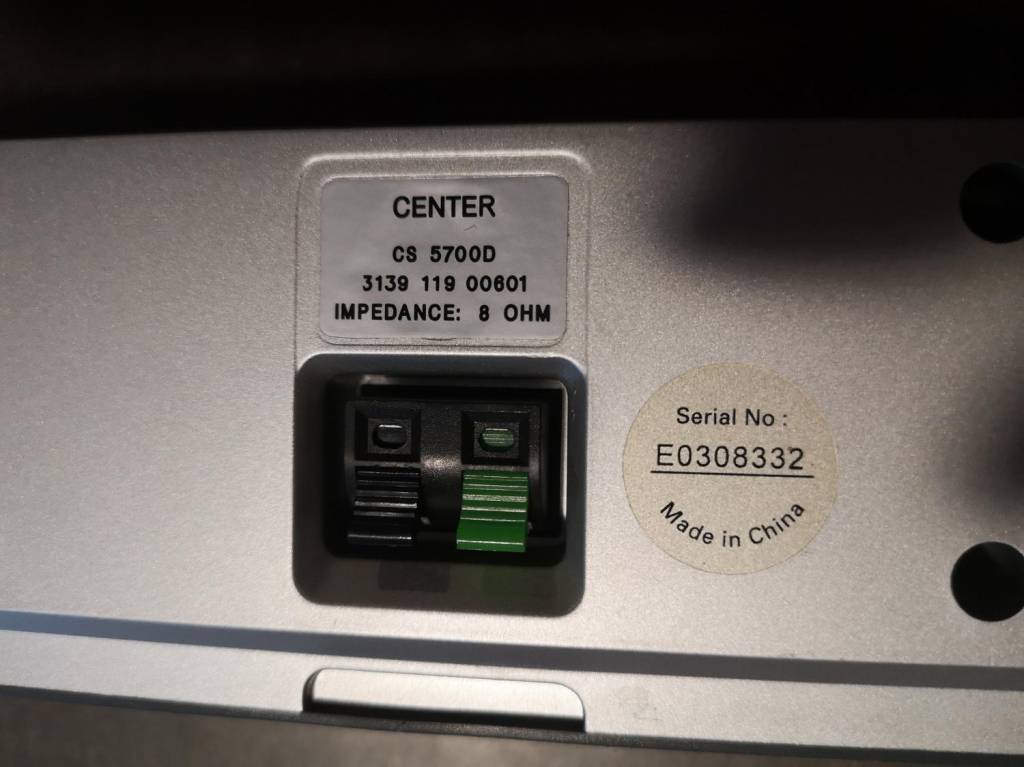 CENTER
CS 5700D
3139 119 00601
IMPEDANCE: 8 OHM
Serial No :
E0308332
Made in China